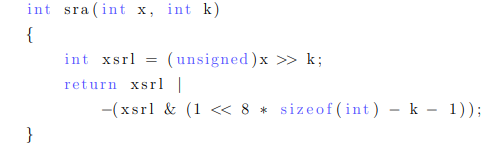 int sra(int x, int k)
{
int xsrl = (unsigned)x >> k;
return xsrl |
−(xsrl & (1 << 8 * sizeof(int) − k − 1));
}